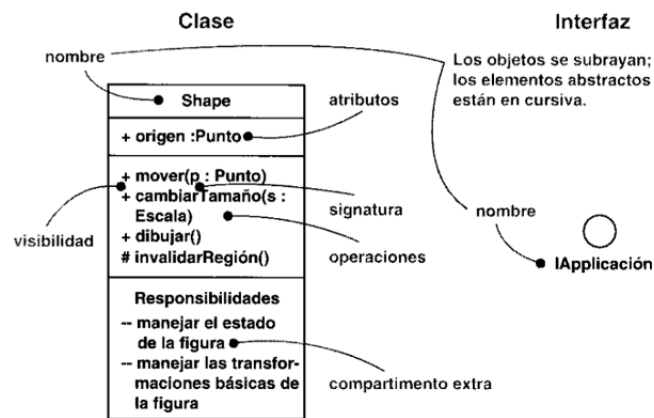 Clase
Interfaz
nombre
Los objetos se subrayan;
los elementos abstractos
están en cursiva.
Shape
atributos
+ origen :Punto
+ mover(p : Punto)
+ cambiarTamaño(s :
Escala)
+ dibujar()
# invalidarRegión()
visibilidad
signatura
operaciones
nombre
IApplicación
Responsibilidades
-- manejar el estado
de la figura
-- manejar las transfor-
maciones básicas de
la figura
compartimento extra